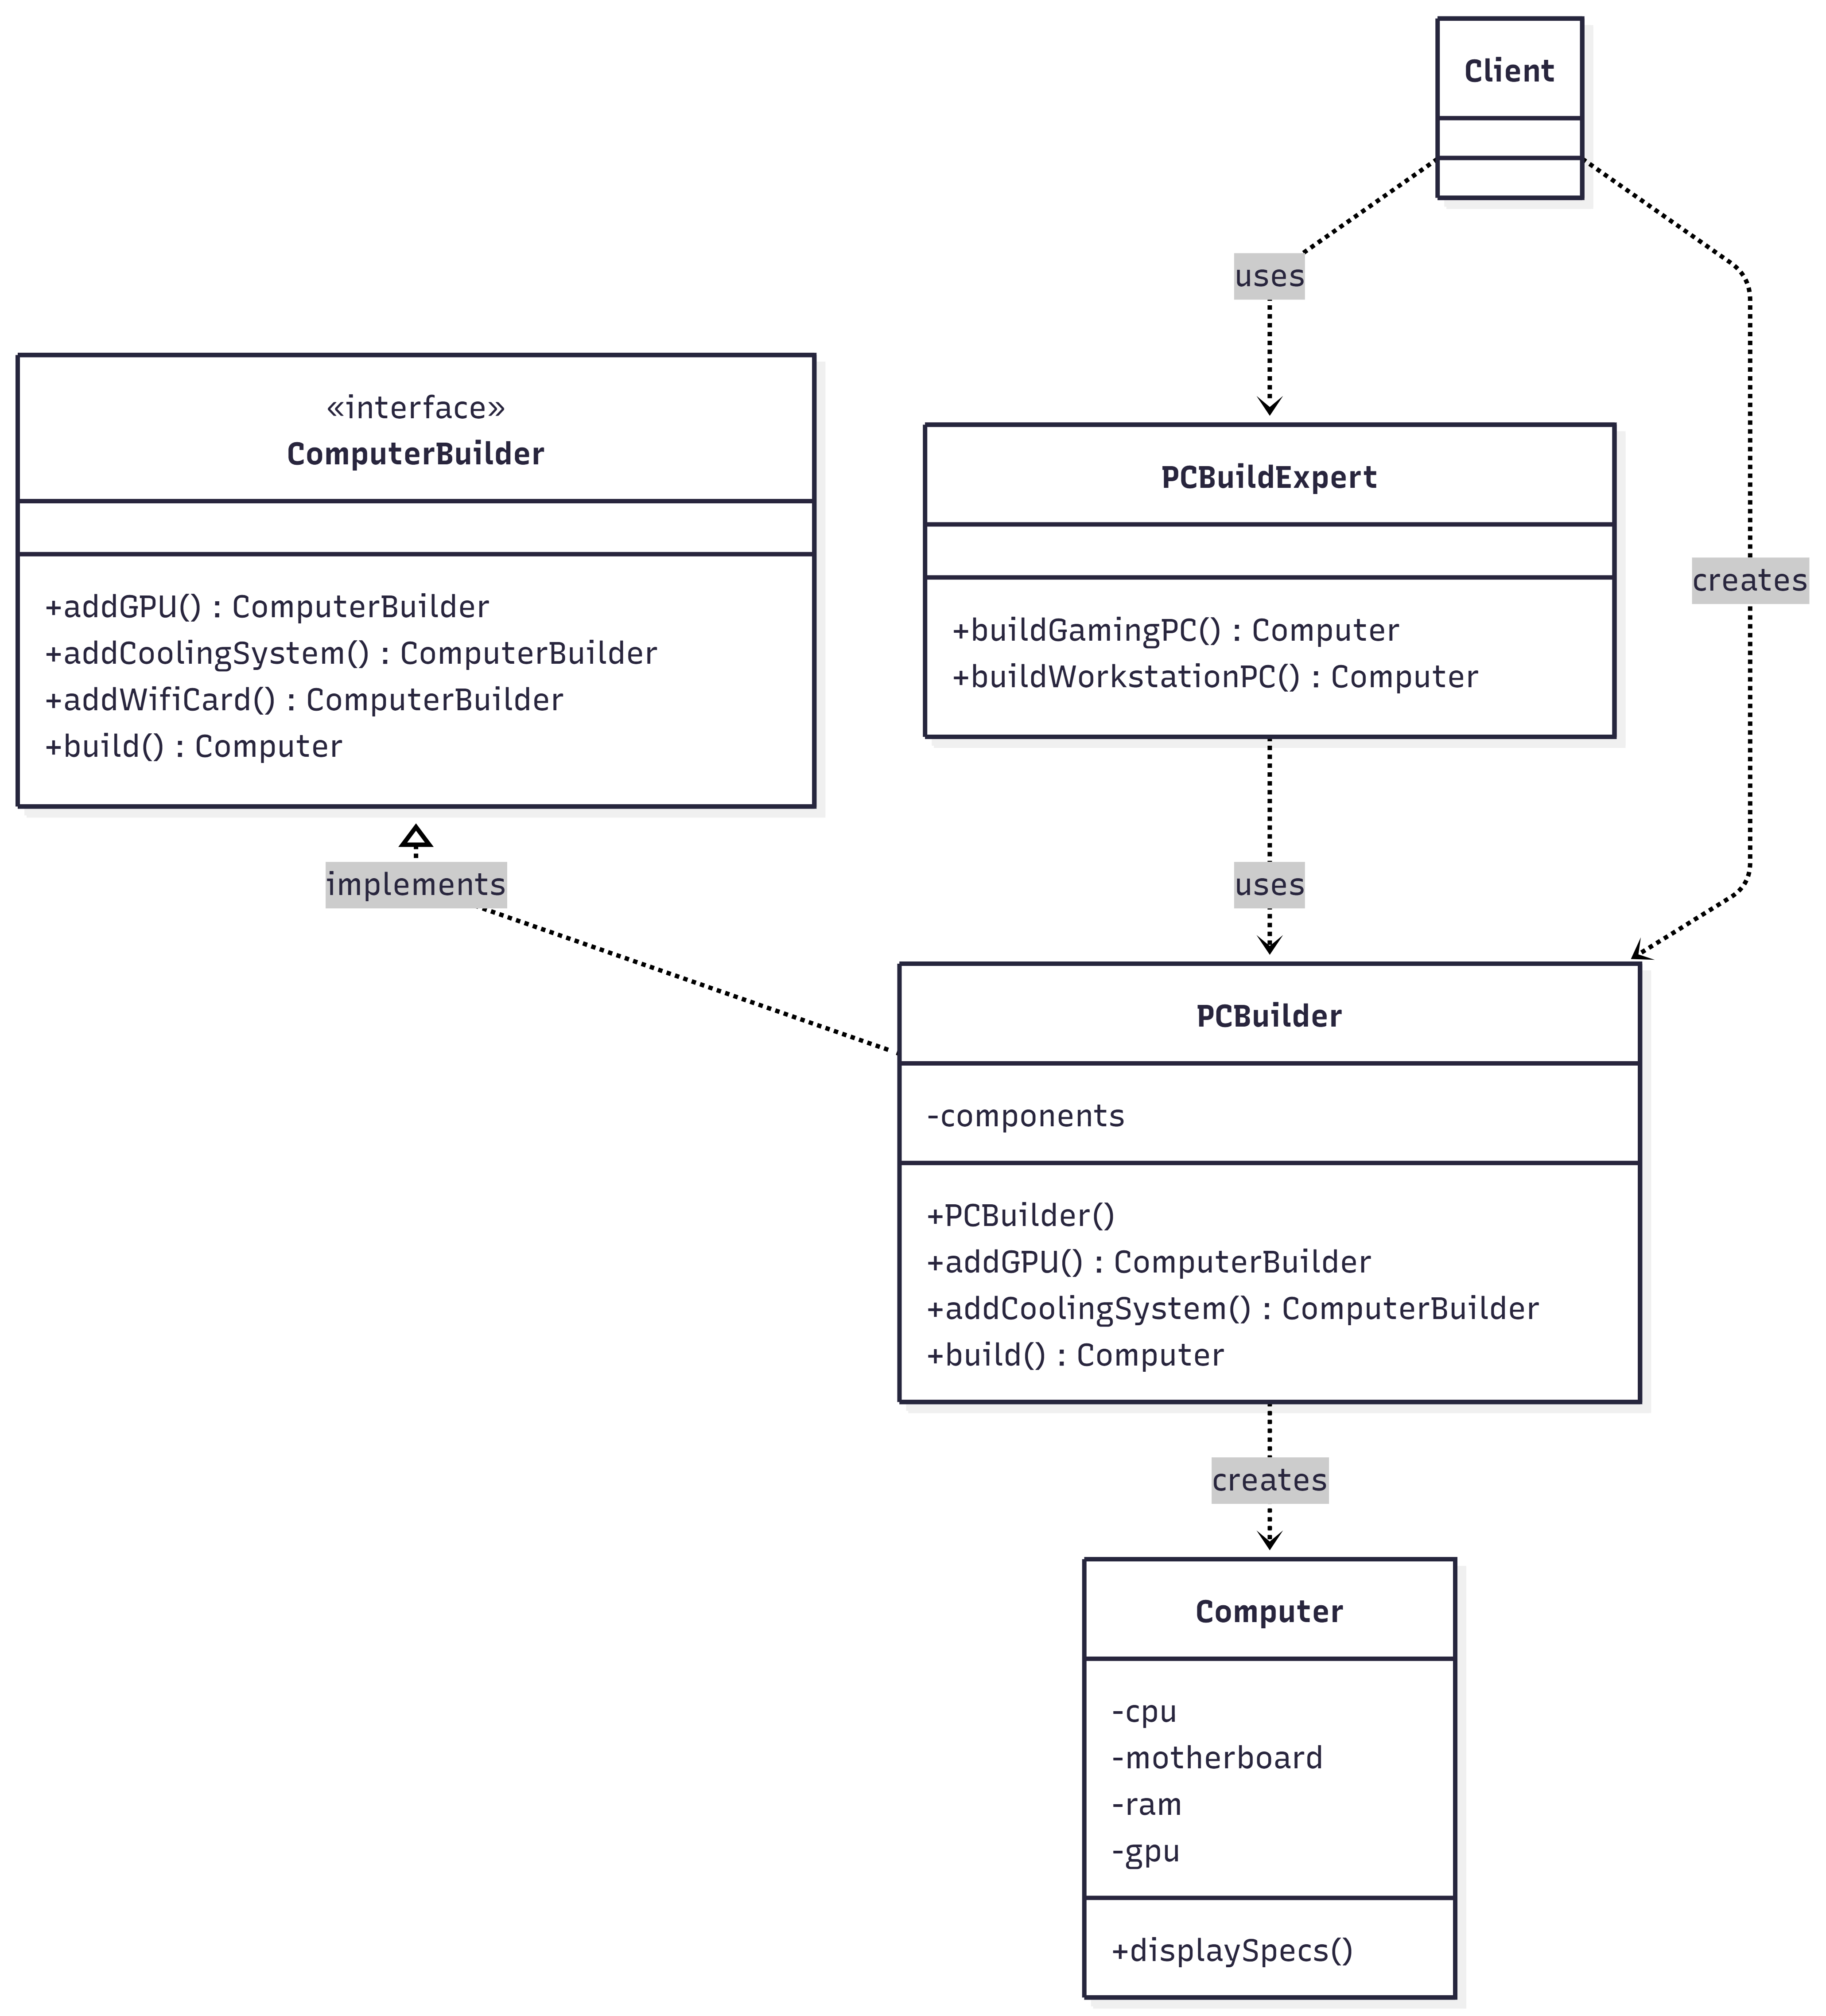 Client
uses
«interface»
ComputerBuilder
+addGPU() : ComputerBuilder
+addCoolingSystem() : ComputerBuilder
+addWifiCard() : ComputerBuilder
+build() : Computer
PCBuildExpert
+buildGamingPC() : Computer
+buildWorkstationPC() : Computer
creates
implements
uses
PCBuilder
-components
+PCBuilder()
+addGPU() : ComputerBuilder
+addCoolingSystem() : ComputerBuilder
+build() : Computer
creates
Computer
-cpu
-motherboard
-ram
-gpu
+displaySpecs()